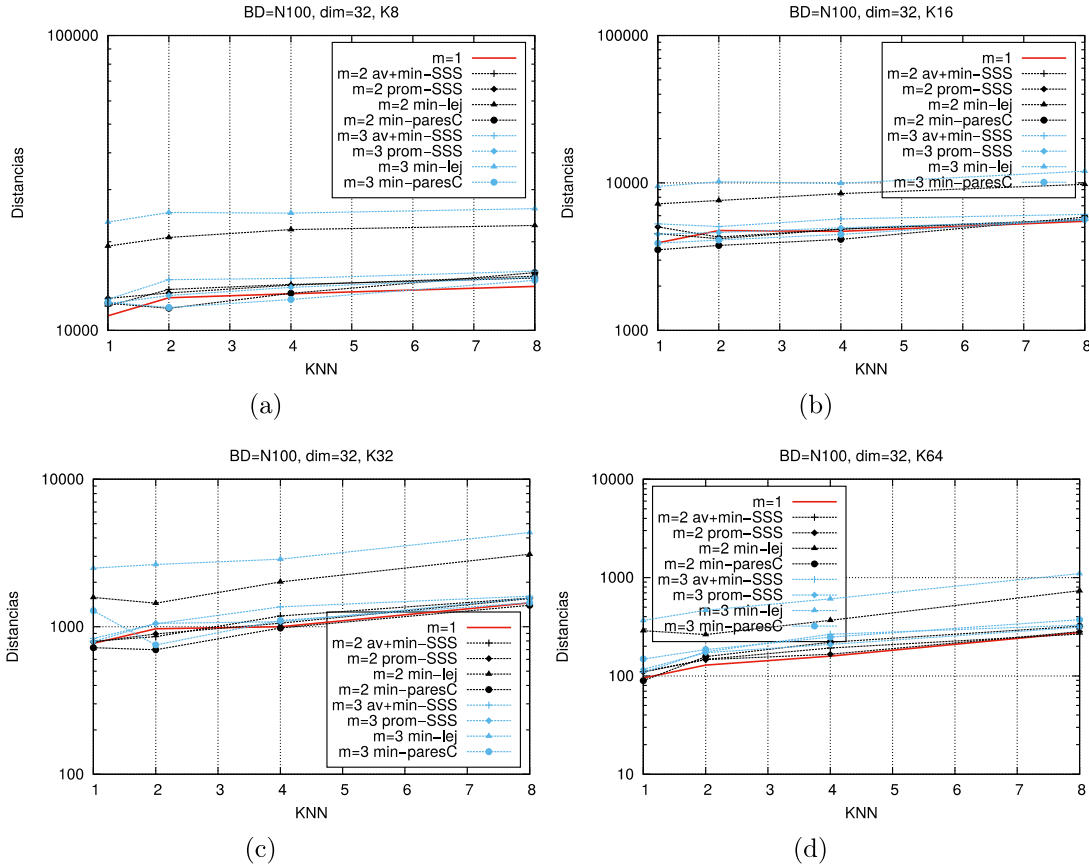 BD=N100, dim=32, K8
100000
10000
Distancias
m=1
m=2 av+min-SSS
m=2 prom-SSS
m=2 min-lej
m=2 min-paresC
m=3 av+min-SSS
m=3 prom-SSS
m=3 min-lej
m=3 min-paresC
1 2 3 4 5 6 7 8
KNN
(a)
BD=N100, dim=32, K16
100000
10000
1000
Distancias
m=1
m=2 av+min-SSS
m=2 prom-SSS
m=2 min-lej
m=2 min-paresC
m=3 av+min-SSS
m=3 prom-SSS
m=3 min-lej
m=3 min-paresC
1 2 3 4 5 6 7 8
KNN
(b)
BD=N100, dim=32, K32
10000
1000
100
Distancias
m=1
m=2 av+min-SSS
m=2 prom-SSS
m=2 min-lej
m=2 min-paresC
m=3 av+min-SSS
m=3 prom-SSS
m=3 min-lej
m=3 min-paresC
1 2 3 4 5 6 7 8
KNN
(c)
BD=N100, dim=32, K64
10000
1000
100
10
Distancias
m=1
m=2 av+min-SSS
m=2 prom-SSS
m=2 min-lej
m=2 min-paresC
m=3 av+min-SSS
m=3 prom-SSS
m=3 min-lej
m=3 min-paresC
1 2 3 4 5 6 7 8
KNN
(d)